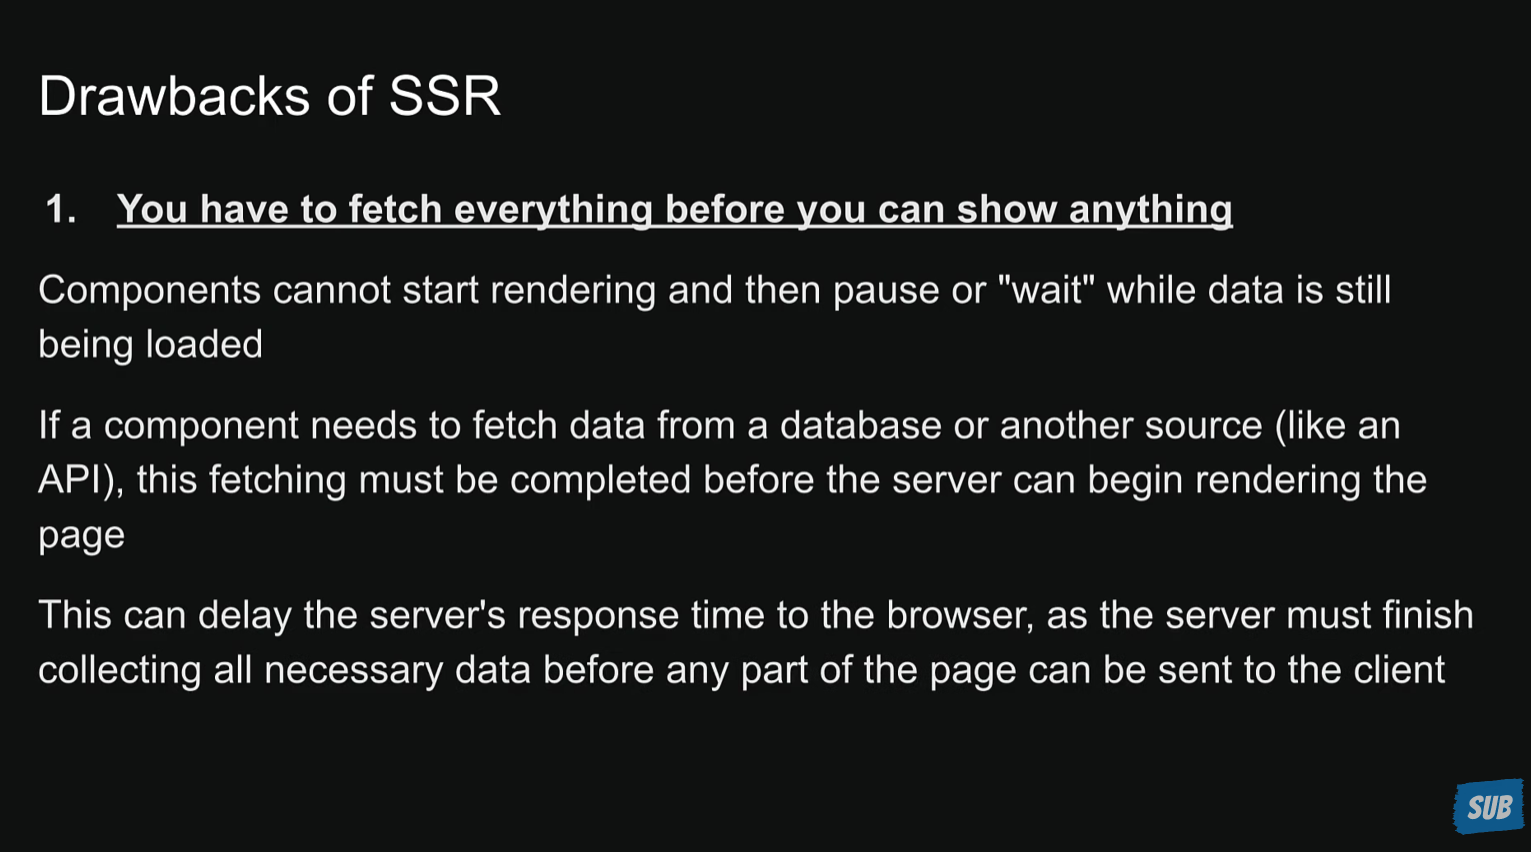 Drawbacks of SSR
1. You have to fetch everything before you can show anything
Components cannot start rendering and then pause or "wait" while data is still
being loaded
If a component needs to fetch data from a database or another source (like an
API), this fetching must be completed before the server can begin rendering the
page
This can delay the server's response time to the browser, as the server must finish
collecting all necessary data before any part of the page can be sent to the client
SUB